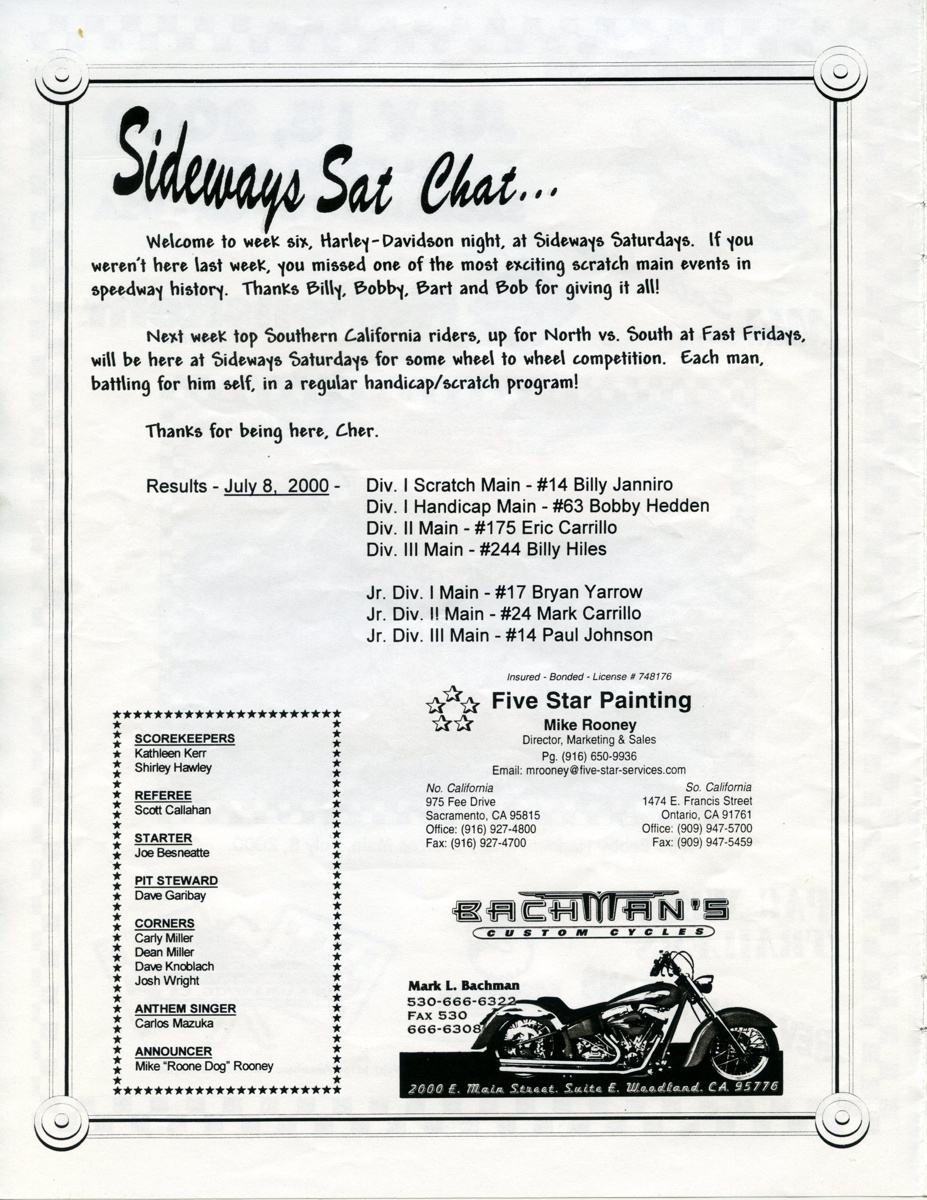 Sideways Sat Chat...
Welcome to week six, Harley-Davidson night, at Sideways Saturdays. If you
weren't here last week, you missed one of the most exciting scratch main events in
speedway history. Thanks Billy, Bobby, Bart and Bob for giving it all!
Next week top Southern California riders, up for North vs. South at Fast Fridays,
will be here at Sideways Saturdays for some wheel to wheel competition. Each man,
battling for him self, in a regular handicap/scratch program!
Thanks for being here, Cher.
Results - July 8, 2000 - Div. I Scratch Main - #14 Billy Janniro
Div. I Handicap Main - #63 Bobby Hedden
Div. II Main - #175 Eric Carrillo
Div. III Main - #244 Billy Hiles
Jr. Div. I Main - #17 Bryan Yarrow
Jr. Div. II Main - #24 Mark Carrillo
Jr. Div. III Main - #14 Paul Johnson
SCOREKEEPERS
Kathleen Kerr
Shirley Hawley
REFEREE
Scott Callahan
STARTER
Joe Besneatte
PIT STEWARD
Dave Garibay
CORNERS
Carly Miller
Dean Miller
Dave Knoblach
Josh Wright
ANTHEM SINGER
Carlos Mazuka
ANNOUNCER
Mike "Roone Dog" Rooney
Insured - Bonded - License # 748176
Five Star Painting
Mike Rooney
Director, Marketing & Sales
Pg. (916) 650-9936
Email: mrooney@five-star-services.com
No. California
975 Fee Drive
Sacramento, CA 95815
Office: (916) 927-4800
Fax: (916) 927-4700
So. California
1474 E. Francis Street
Ontario, CA 91761
Office: (909) 947-5700
Fax: (909) 947-5459
BACHMAN'S
CUSTOM CYCLES
Mark L. Bachman
530-666-6322
Fax 530
666-6308
2000 E. Main Street. Suite E. Woodland. CA. 95776